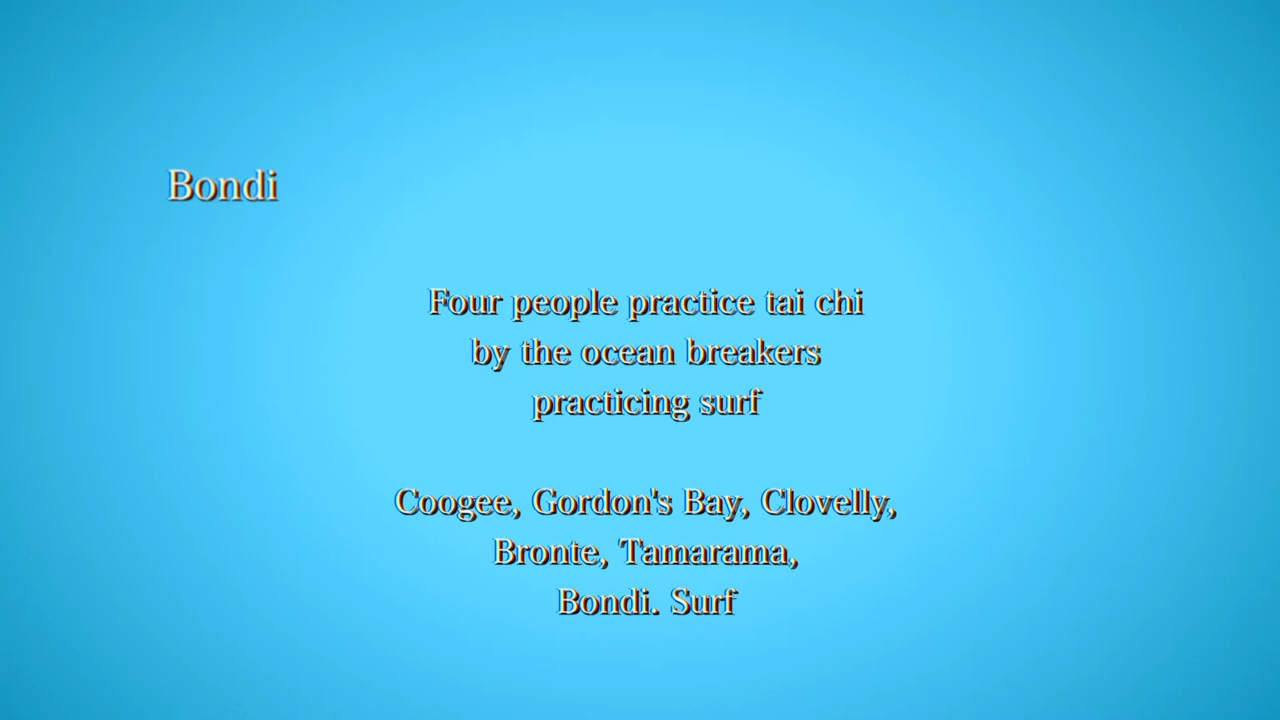 Bondi
Four people practice tai chi
by the ocean breakers
practicing surf
Coogee, Gordon's Bay, Clovelly,
Bronte, Tamarama,
Bondi. Surf